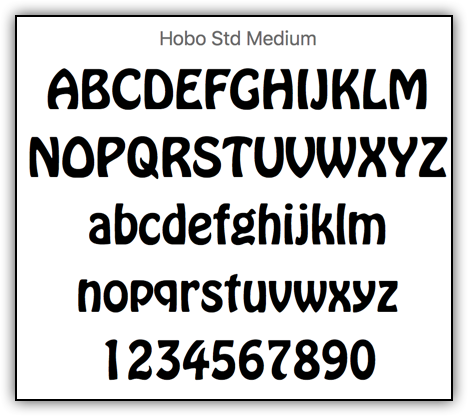 Hobo Std Medium
ABCDEFGHIJKLM
NOPQRSTUVWXYZ
abcdefghijklm
nopqrstuvwxyz
1234567890